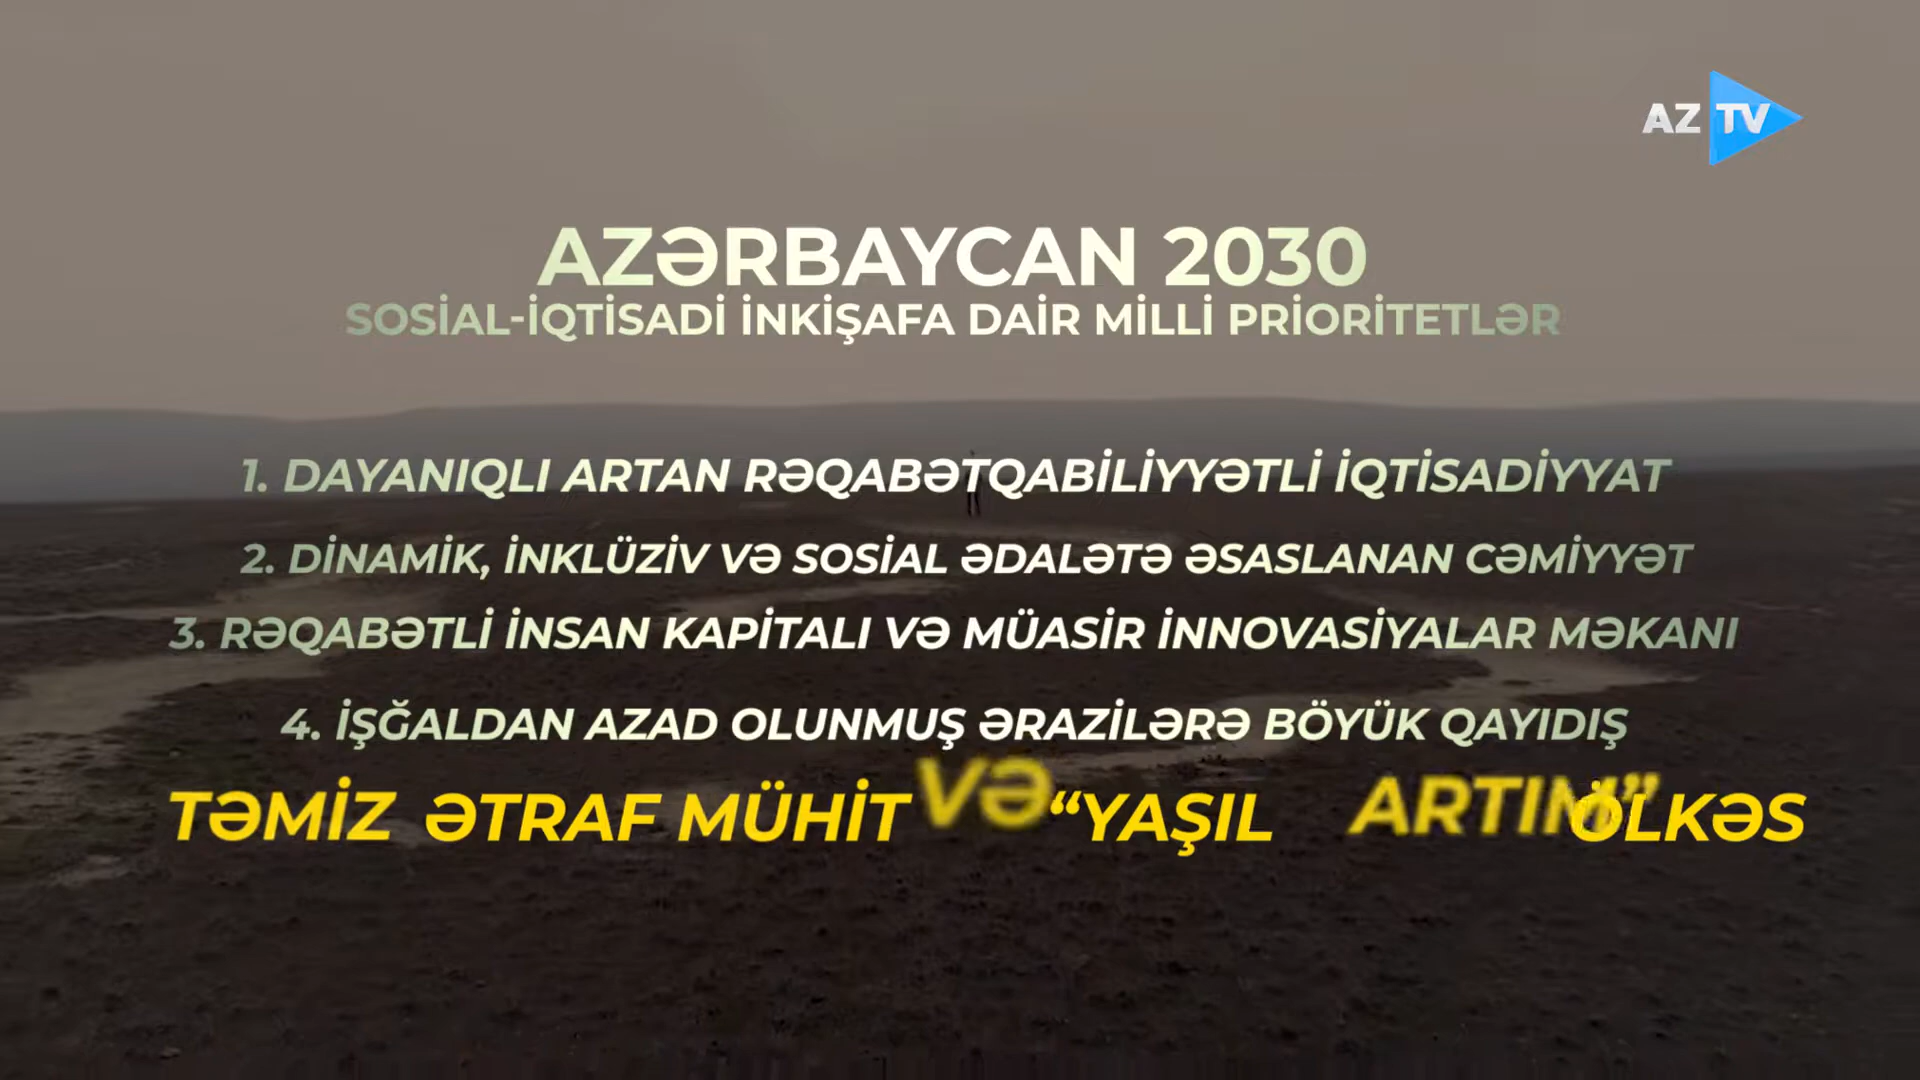 AZ TV
AZƏRBAYCAN 2030
SOSİAL-İQTİSADİ İNKİŞAFA DAİR MİLLİ PRİORİTETLƏR
1. DAYANIQLI ARTAN RƏQABƏTQABİLİYYƏTLİ İQTİSADİYYAT
2. DİNAMİK, İNKLÜZİV VƏ SOSİAL ƏDALƏTƏ ƏSASLANAN CƏMİYYƏT
3. RƏQABƏTLİ İNSAN KAPİTALI VƏ MÜASİR İNNOVASİYALAR MƏKANI
4. İŞĞALDAN AZAD OLUNMUŞ ƏRAZİLƏRƏ BÖYÜK QAYIDIŞ
TƏMİZ ƏTRAF MÜHİT VƏ “YAŞIL ARTIM” ÖLKƏS